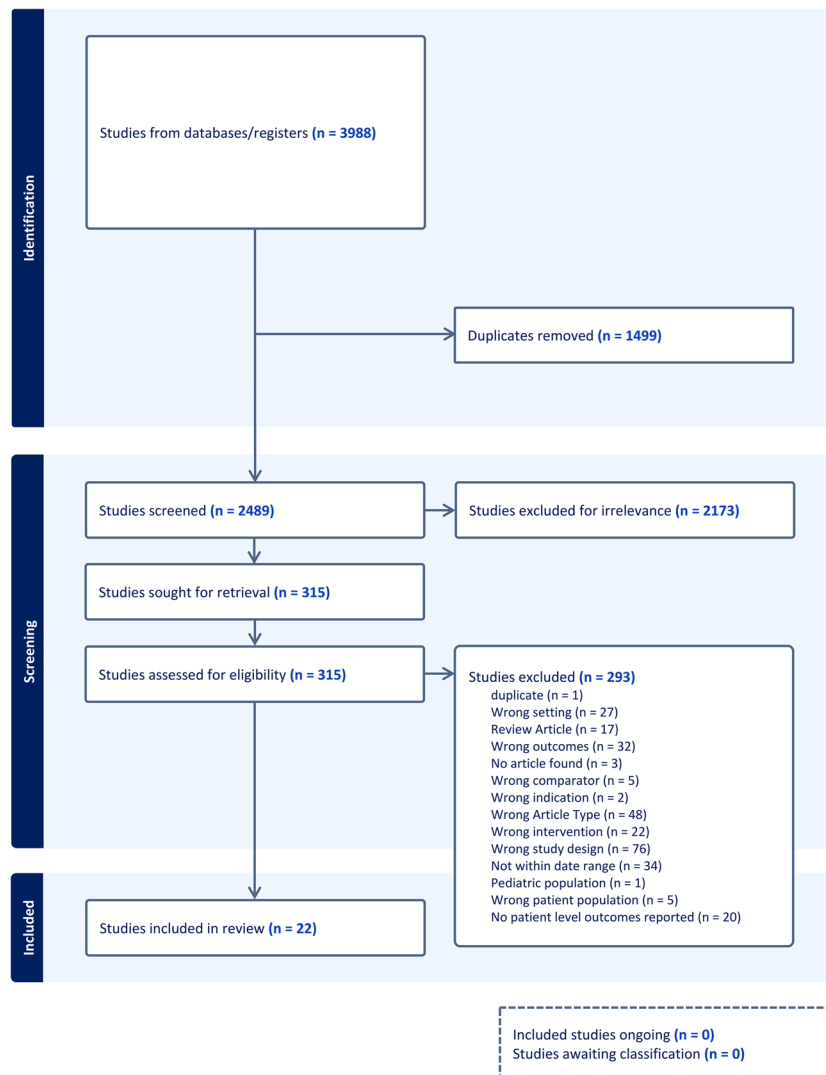 Identification
Studies from databases/registers (n = 3988)
Duplicates removed (n = 1499)
Screening
Studies screened (n = 2489)
Studies excluded for irrelevance (n = 2173)
Studies sought for retrieval (n = 315)
Studies assessed for eligibility (n = 315)
Studies excluded (n = 293)
duplicate (n = 1)
Wrong setting (n = 27)
Review Article (n = 17)
Wrong outcomes (n = 32)
No article found (n = 3)
Wrong comparator (n = 5)
Wrong indication (n = 2)
Wrong Article Type (n = 48)
Wrong intervention (n = 22)
Wrong study design (n = 76)
Not within date range (n = 34)
Pediatric population (n = 1)
Wrong patient population (n = 5)
No patient level outcomes reported (n = 20)
Included
Studies included in review (n = 22)
Included studies ongoing (n = 0)
Studies awaiting classification (n = 0)